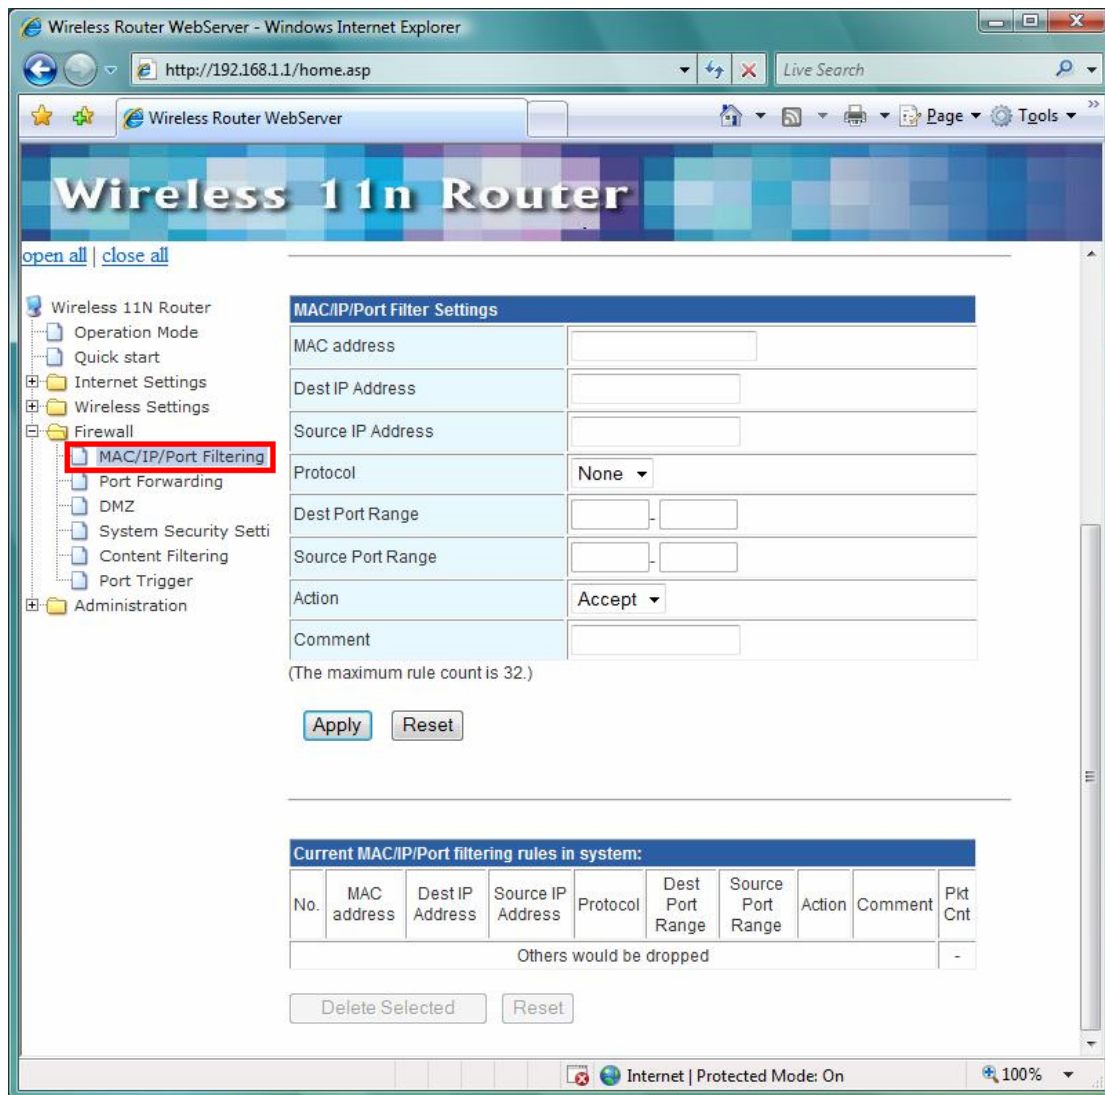 Wireless Router WebServer - Windows Internet Explorer
http://192.168.1.1/home.asp
Live Search
Wireless Router WebServer
Page
Tools
Wireless 11n Router
open all | close all
Wireless 11N Router
Operation Mode
Quick start
Internet Settings
Wireless Settings
Firewall
MAC/IP/Port Filtering
Port Forwarding
DMZ
System Security Setti
Content Filtering
Port Trigger
Administration
MAC/IP/Port Filter Settings
MAC address
Dest IP Address
Source IP Address
Protocol None
Dest Port Range -
Source Port Range -
Action Accept
Comment
(The maximum rule count is 32.)
Apply Reset
Current MAC/IP/Port filtering rules in system:
No. MAC address Dest IP Address Source IP Address Protocol Dest Port Range Source Port Range Action Comment Pkt Cnt
Others would be dropped -
Delete Selected Reset
Internet | Protected Mode: On
100%